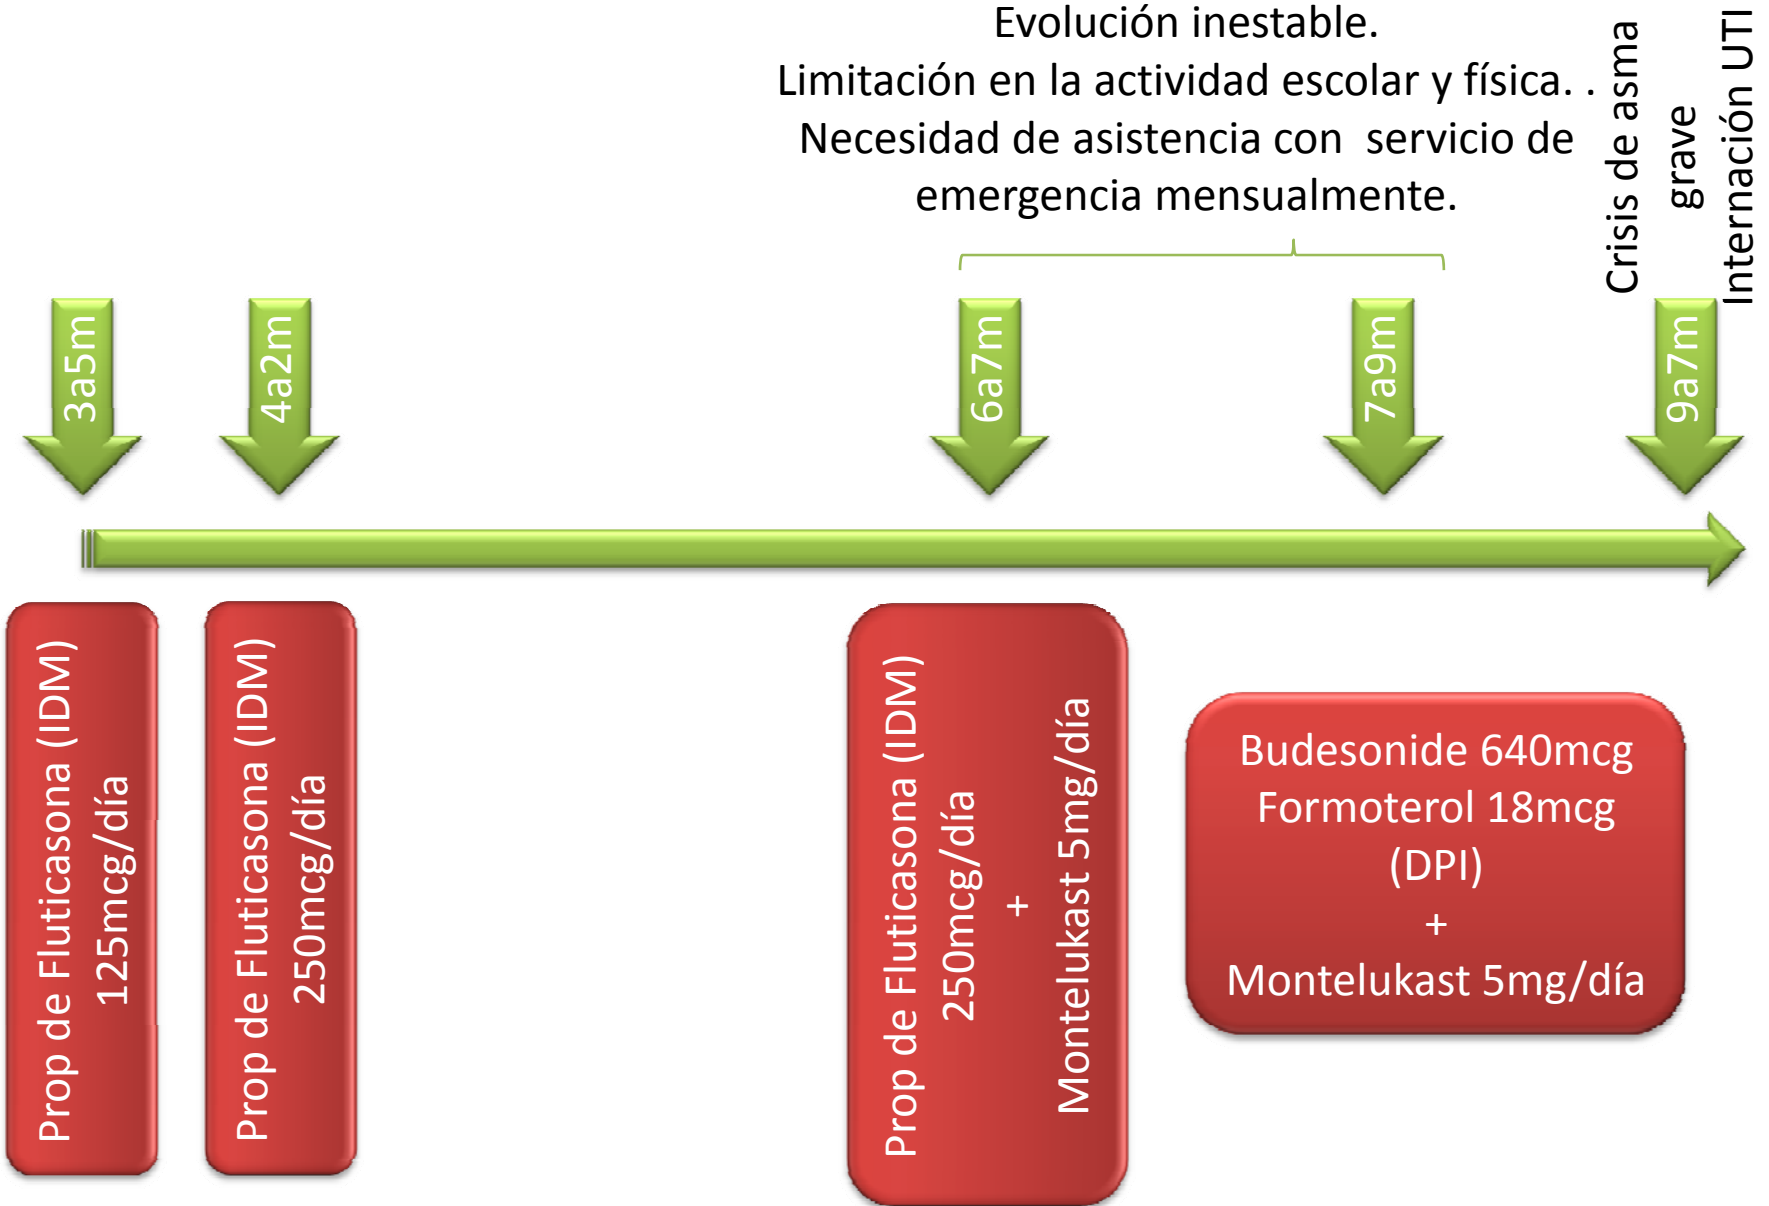 Evolución inestable.
Limitación en la actividad escolar y física. .
Necesidad de asistencia con servicio de
emergencia mensualmente.
Crisis de asma
grave
Internación UTI
3a5m
4a2m
6a7m
7a9m
9a7m
Prop de Fluticasona (IDM)
125mcg/día
Prop de Fluticasona (IDM)
250mcg/día
Prop de Fluticasona (IDM)
250mcg/día
+
Montelukast 5mg/día
Budesonide 640mcg
Formoterol 18mcg
(DPI)
+
Montelukast 5mg/día